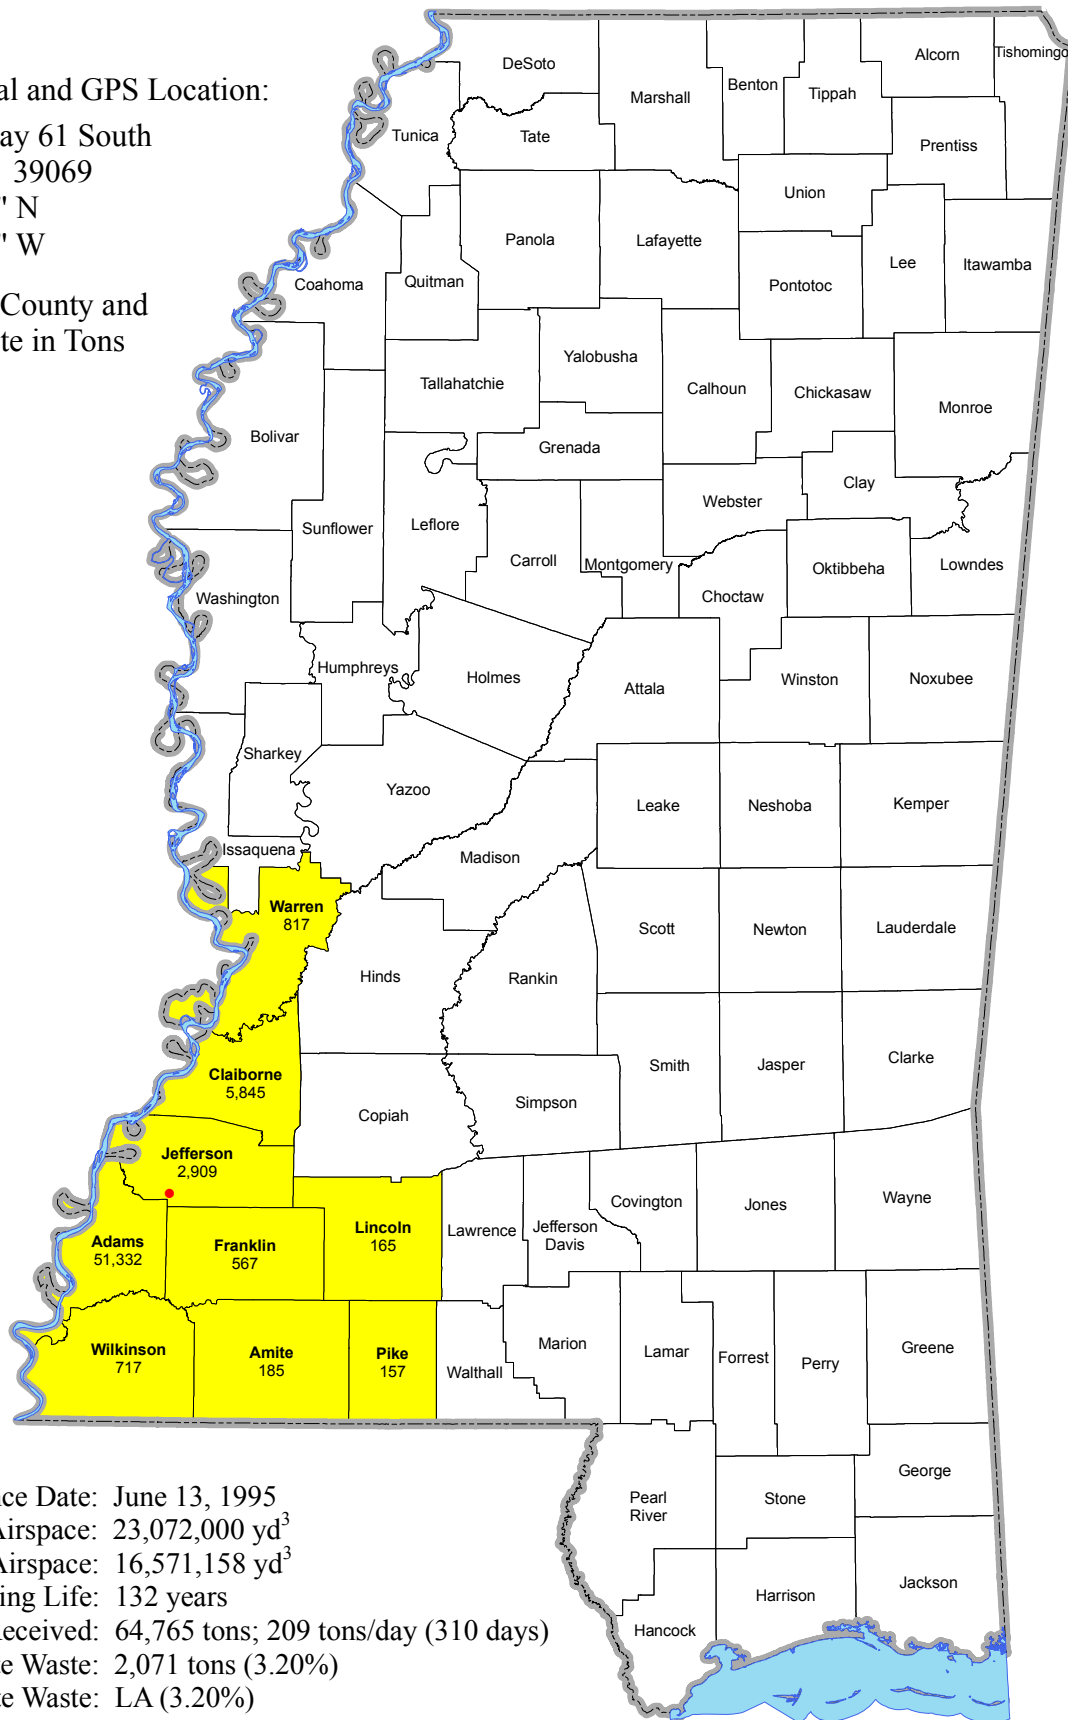 al and GPS Location:
ay 61 South
39069
" N
" W
County and
te in Tons
DeSoto
Marshall
Benton
Tippah
Alcorn
Tishomingo
Tunica
Tate
Prentiss
Union
Panola
Lafayette
Coahoma
Quitman
Pontotoc
Lee
Itawamba
Yalobusha
Tallahatchie
Calhoun
Chickasaw
Monroe
Bolivar
Grenada
Clay
Webster
Sunflower
Leflore
Carroll
Montgomery
Oktibbeha
Lowndes
Washington
Choctaw
Humphreys
Holmes
Attala
Winston
Noxubee
Sharkey
Yazoo
Leake
Neshoba
Kemper
Issaquena
Madison
Warren
817
Scott
Newton
Lauderdale
Hinds
Rankin
Smith
Jasper
Clarke
Claiborne
5,845
Copiah
Simpson
Jefferson
2,909
Lincoln
165
Lawrence
Jefferson
Davis
Covington
Jones
Wayne
Adams
51,332
Franklin
567
Wilkinson
717
Amite
185
Pike
157
Walthall
Marion
Lamar
Forrest
Perry
Greene
George
Pearl
River
Stone
Harrison
Jackson
Hancock
nce Date: June 13, 1995
Airspace: 23,072,000 yd³
Airspace: 16,571,158 yd³
ing Life: 132 years
Received: 64,765 tons; 209 tons/day (310 days)
te Waste: 2,071 tons (3.20%)
te Waste: LA (3.20%)